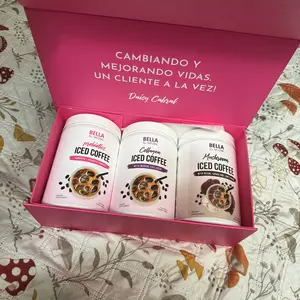 CAMBIANDO Y
MEJORANDO VIDAS,
UN CLIENTE A LA VEZ!
Daisy Cabral
BELLA
probiotics
ICED COFFEE
BELLA
Collagen
ICED COFFEE
BELLA
Mushroom
ICED COFFEE